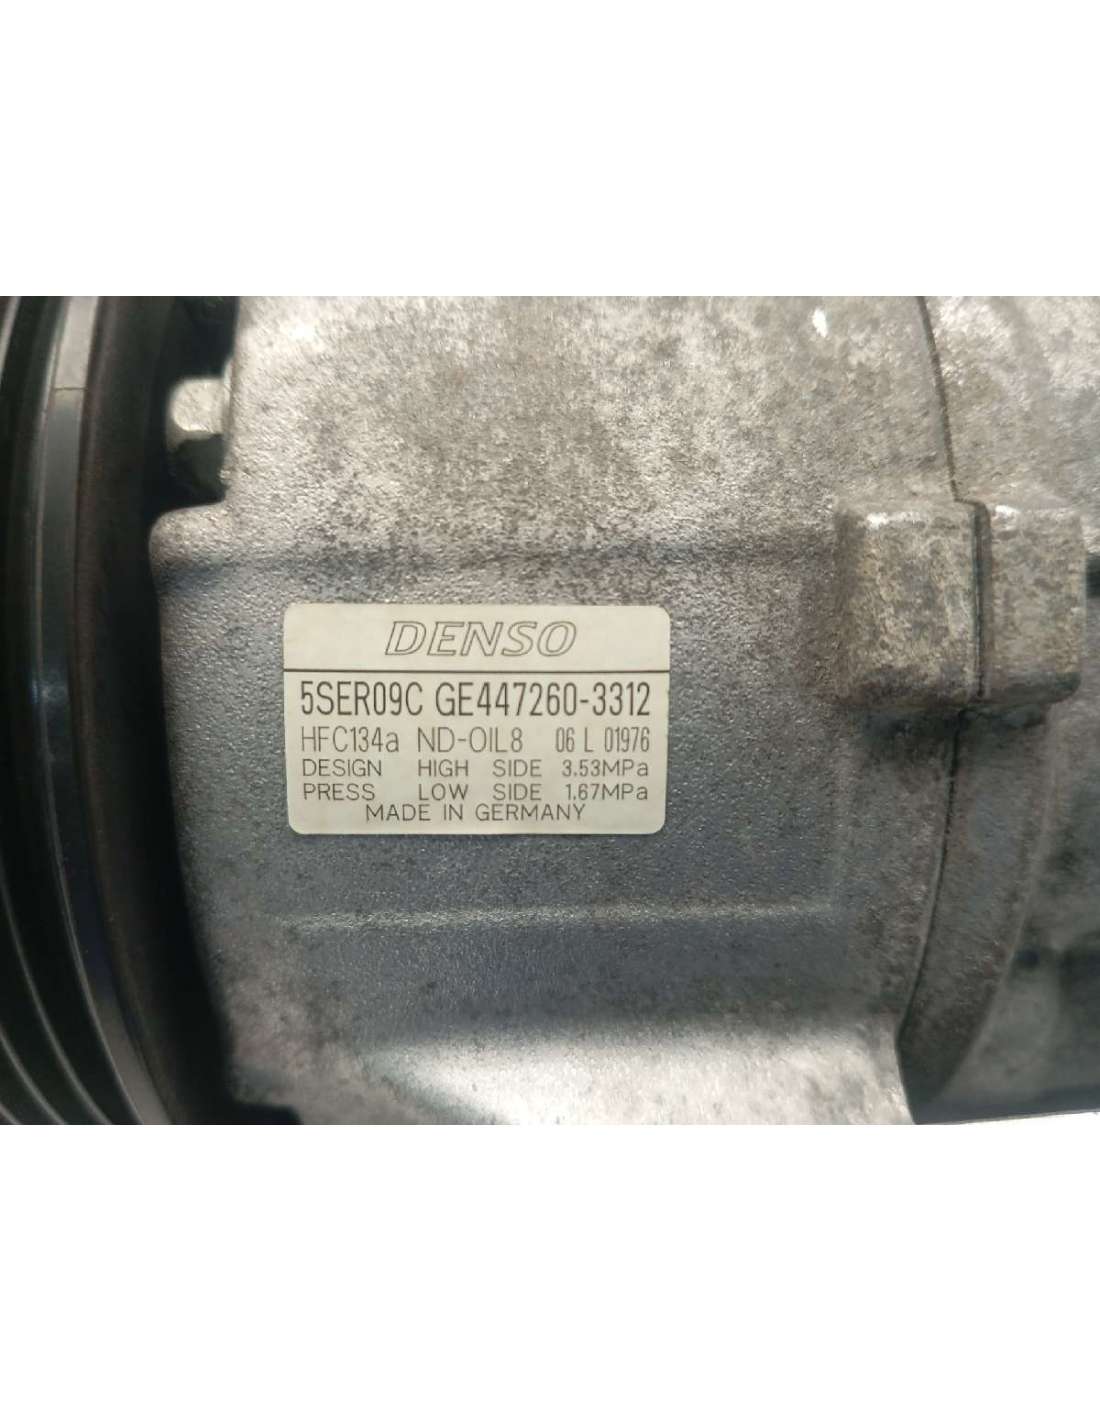 DENSO
5SER09C GE447260-3312
HFC134a ND-OIL8 06 L 01976
DESIGN HIGH SIDE 3.53MPa
PRESS LOW SIDE 1.67MPa
MADE IN GERMANY